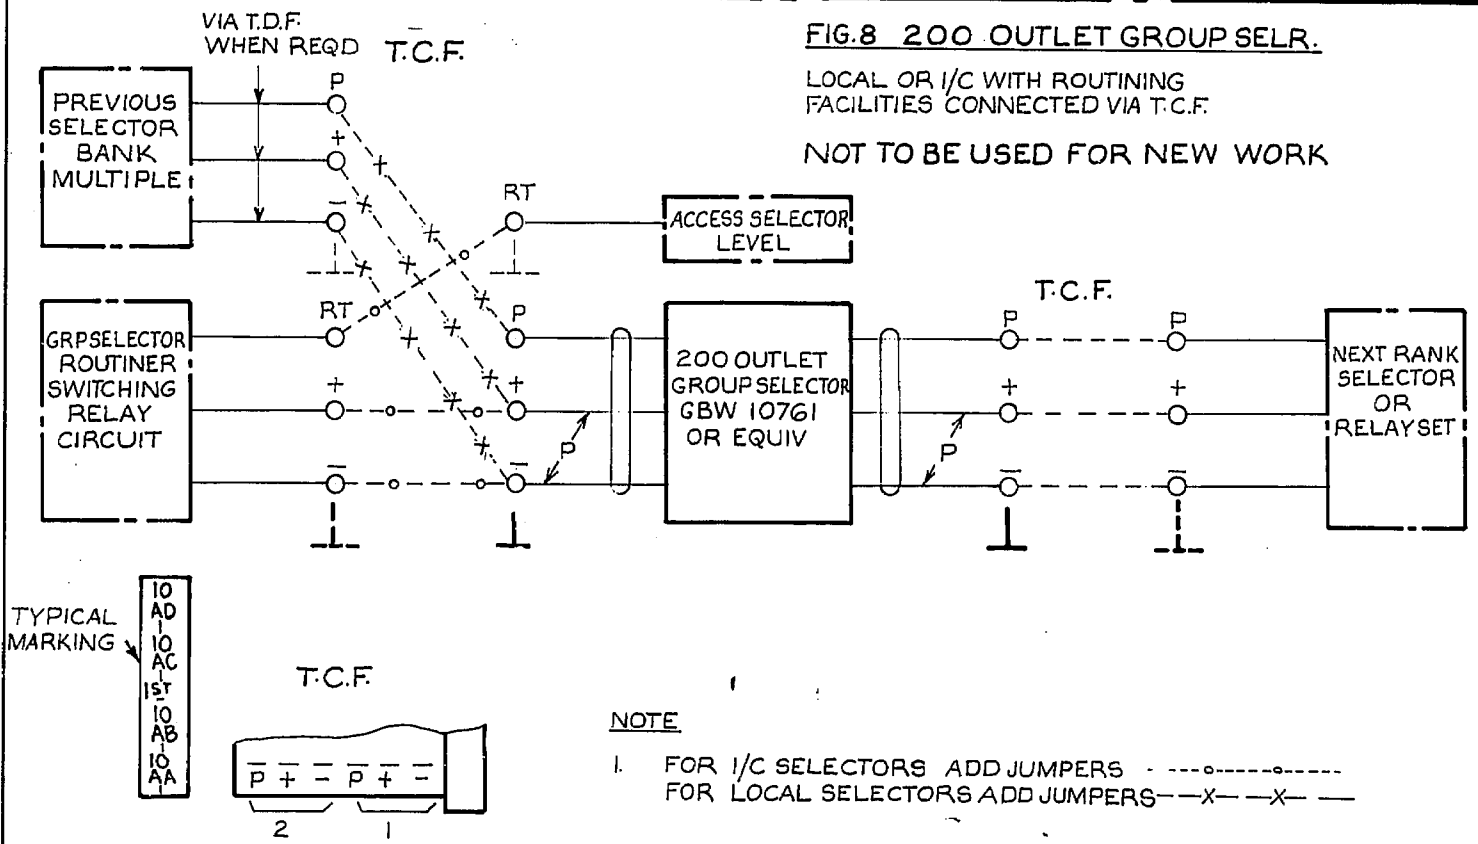 VIA T.D.F.
WHEN REQD
T.C.F.
FIG.8 200 OUTLET GROUP SELR.
LOCAL OR I/C WITH ROUTINING
FACILITIES CONNECTED VIA T.C.F.
NOT TO BE USED FOR NEW WORK
PREVIOUS
SELECTOR
BANK
MULTIPLE
P
+
−
RT
ACCESS SELECTOR
LEVEL
GRP SELECTOR
ROUTINER
SWITCHING
RELAY
CIRCUIT
RT
+
−
P
+
−
P
200 OUTLET
GROUP SELECTOR
GBW 10761
OR EQUIV
P
T.C.F.
P
+
−
P
+
−
NEXT RANK
SELECTOR
OR
RELAY SET
TYPICAL
MARKING
10
AD
10
AC
1ST
10
AB
10
AA
T.C.F.
P + − P + −
2 1
NOTE
1. FOR I/C SELECTORS ADD JUMPERS
FOR LOCAL SELECTORS ADD JUMPERS